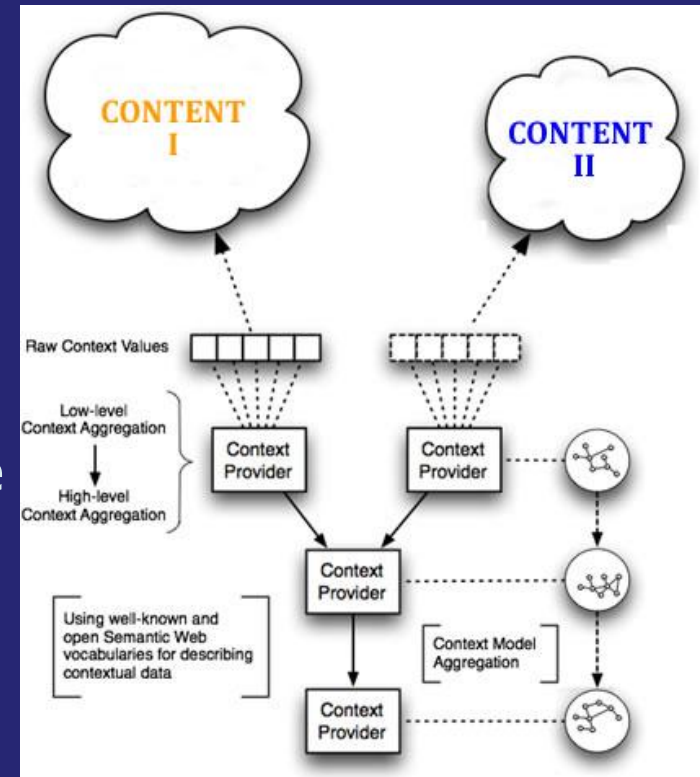 CONTENT
I
CONTENT
II
Raw Context Values
Low-level
Context Aggregation
High-level
Context Aggregation
Context
Provider
Context
Provider
Context
Provider
Using well-known and
open Semantic Web
vocabularies for describing
contextual data
Context Model
Aggregation
Context
Provider